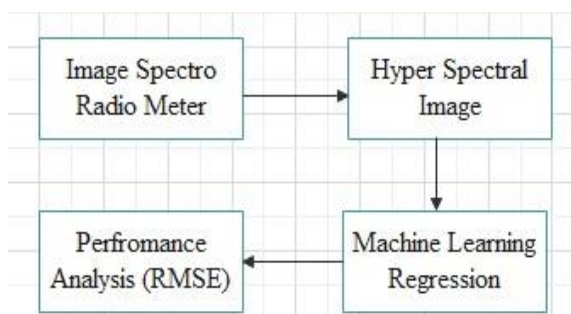 Image Spectro
Radio Meter
Hyper Spectral
Image
Machine Learning
Regression
Perfromance
Analysis (RMSE)